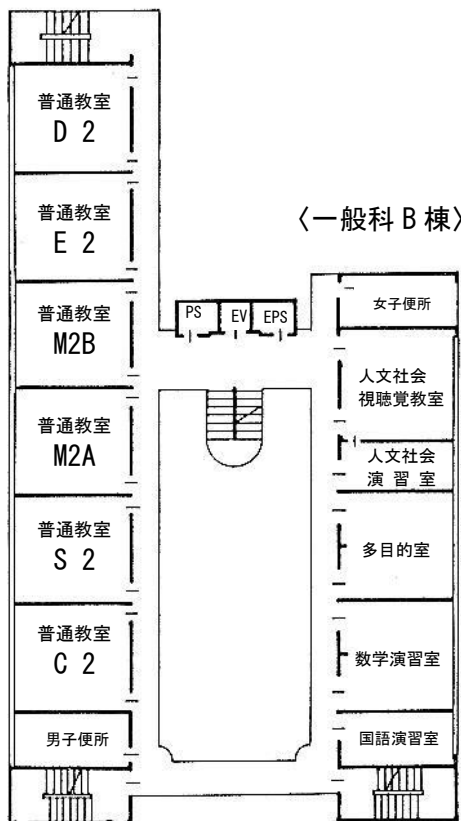 普通教室
D 2
普通教室
E 2
〈一般科B棟〉
PS
EV
EPS
女子便所
普通教室
M2B
人文社会
視聴覚教室
普通教室
M2A
人文社会
演 習 室
普通教室
S 2
多目的室
普通教室
C 2
数学演習室
男子便所
国語演習室